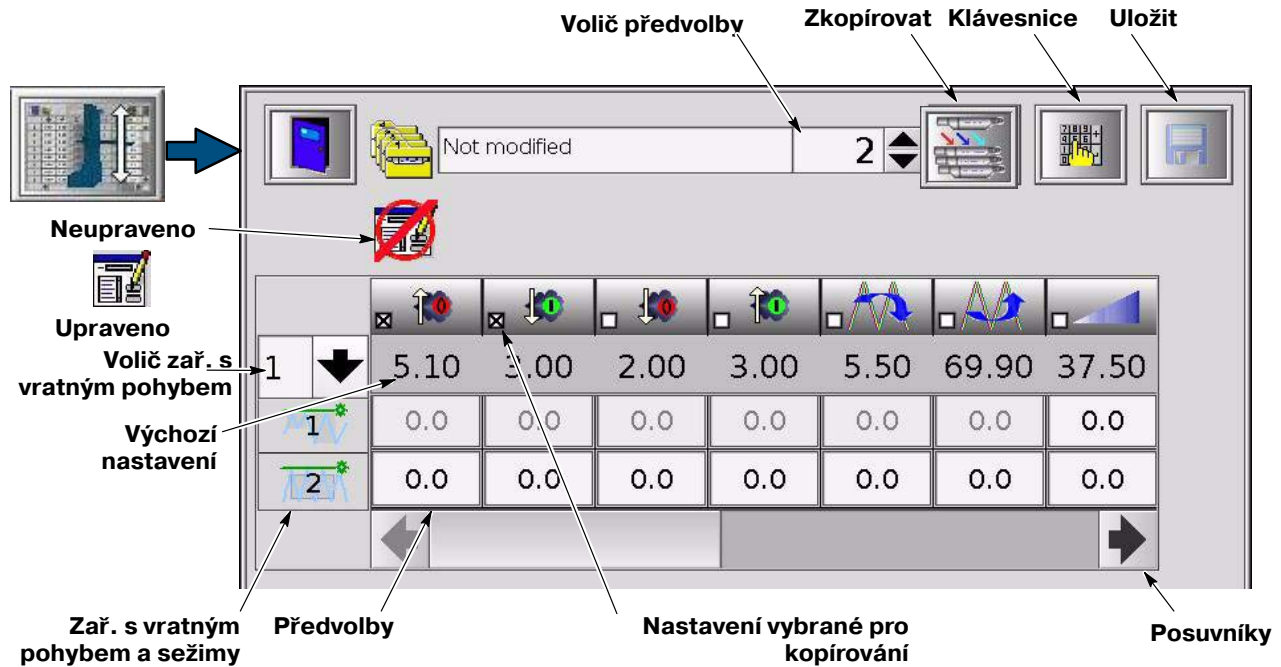 Volič předvolby
Zkopírovat
Klávesnice
Uložit
Not modified
2
Neupraveno
Upraveno
Volič zař. s
vratným pohybem
1
5.10 3.00 2.00 3.00 5.50 69.90 37.50
Výchozí
nastavení
1 0.0 0.0 0.0 0.0 0.0 0.0 0.0
2 0.0 0.0 0.0 0.0 0.0 0.0 0.0
Zař. s vratným
pohybem a sežimy
Předvolby
Nastavení vybrané pro
kopírování
Posuvníky